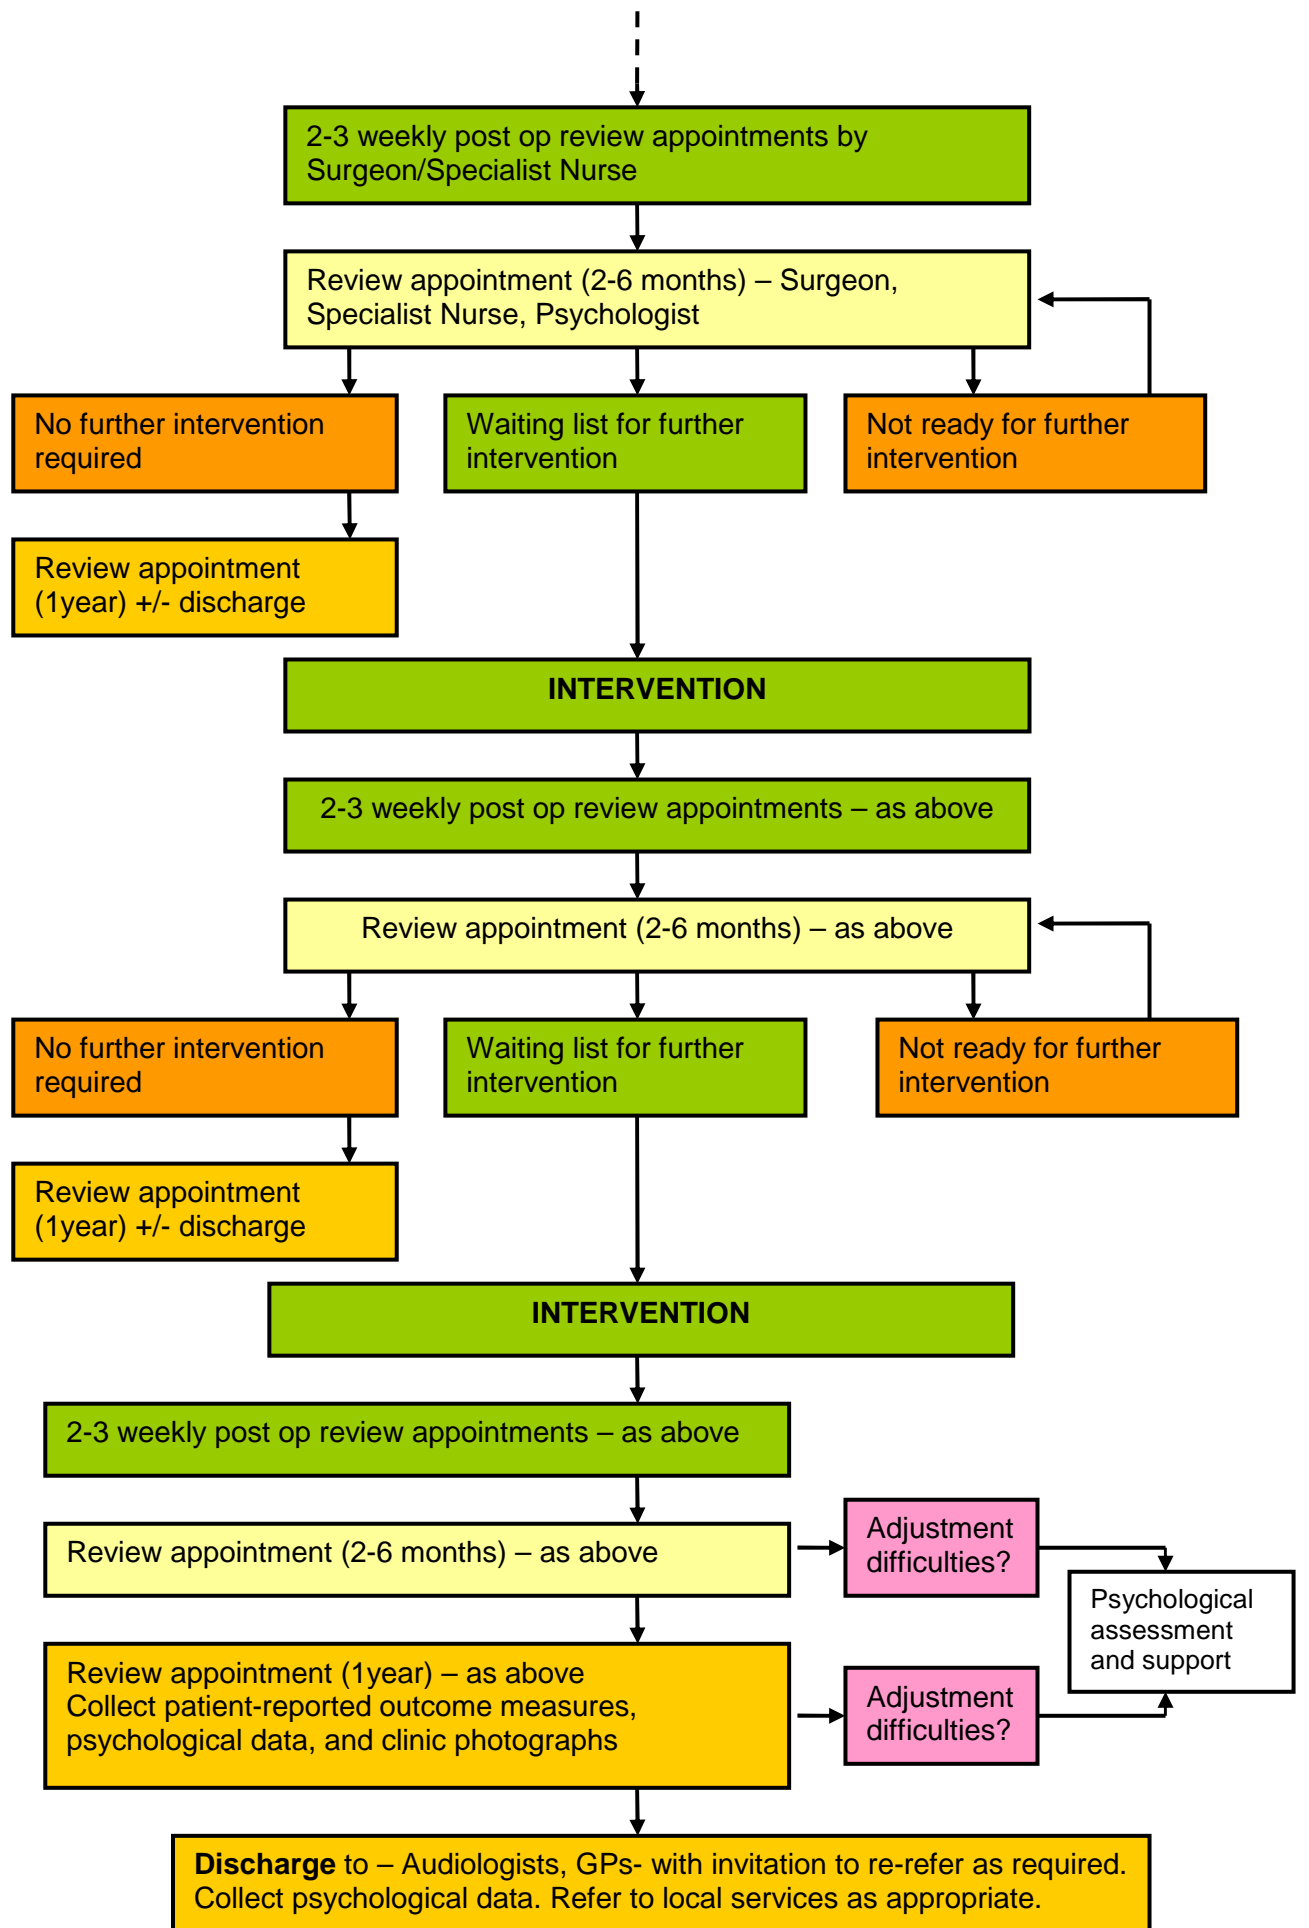 2-3 weekly post op review appointments by
Surgeon/Specialist Nurse
Review appointment (2-6 months) – Surgeon,
Specialist Nurse, Psychologist
No further intervention
required
Waiting list for further
intervention
Not ready for further
intervention
Review appointment
(1year) +/- discharge
INTERVENTION
2-3 weekly post op review appointments – as above
Review appointment (2-6 months) – as above
No further intervention
required
Waiting list for further
intervention
Not ready for further
intervention
Review appointment
(1year) +/- discharge
INTERVENTION
2-3 weekly post op review appointments – as above
Review appointment (2-6 months) – as above
Adjustment
difficulties?
Psychological
assessment
and support
Review appointment (1year) – as above
Collect patient-reported outcome measures,
psychological data, and clinic photographs
Adjustment
difficulties?
Discharge to – Audiologists, GPs- with invitation to re-refer as required.
Collect psychological data. Refer to local services as appropriate.